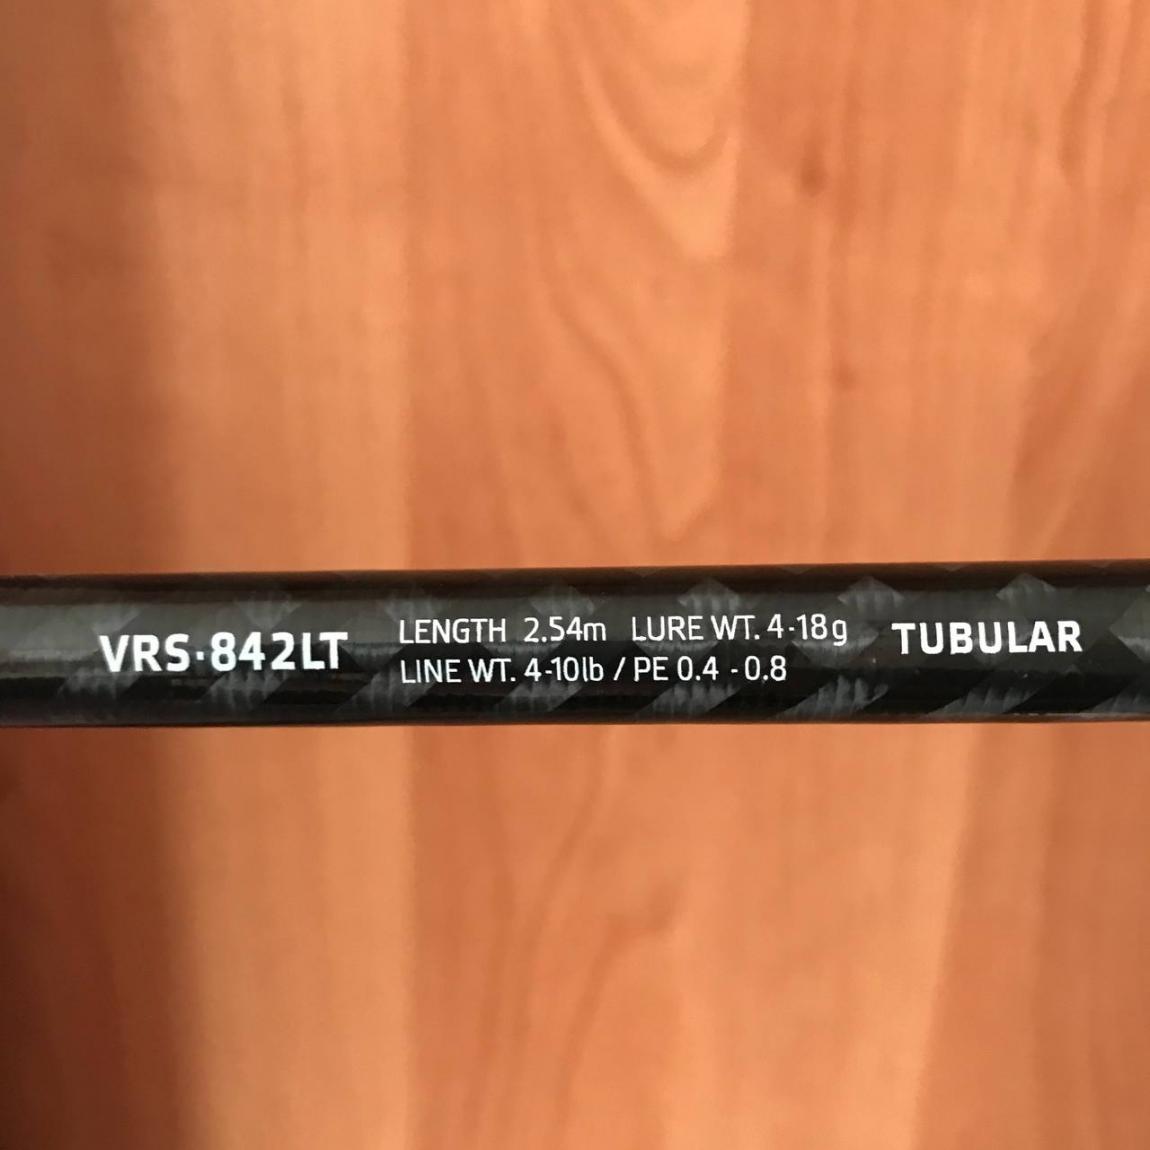 VRS·842LT
LENGTH 2.54m LURE WT. 4-18g
LINE WT. 4-10lb / PE 0.4 - 0.8
TUBULAR